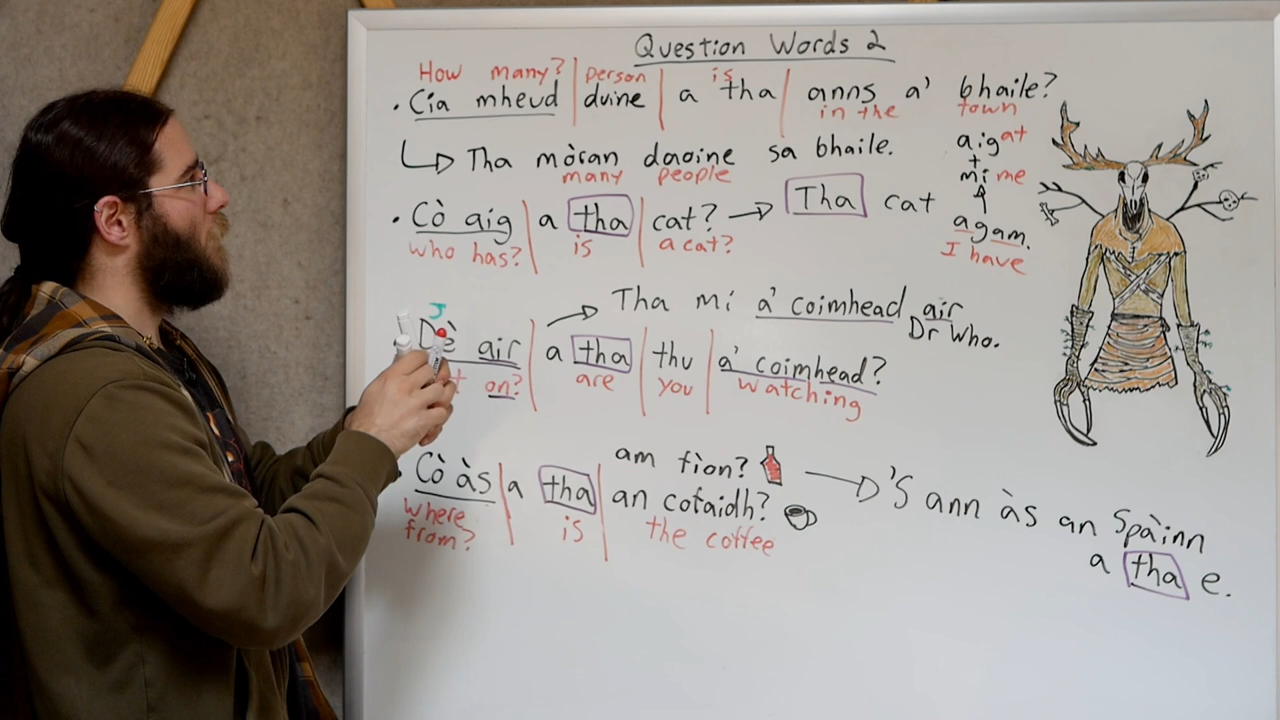 Question Words 2
How many? person is
Cia mheud duine a tha anns a' bhaile?
in the town
Tha mòran daoine sa bhaile.
many people
Cò aig a tha cat? Tha cat agam.
who has? is a cat? I have
aig at
+
mi me
Tha mi a' coimhead air Dr Who.
J
Dè air a tha thu a' coimhead?
on? are you watching
am fìon?
Cò às a tha an cofaidh?
where from? is the coffee
'S ann às an Spàinn
a tha e.